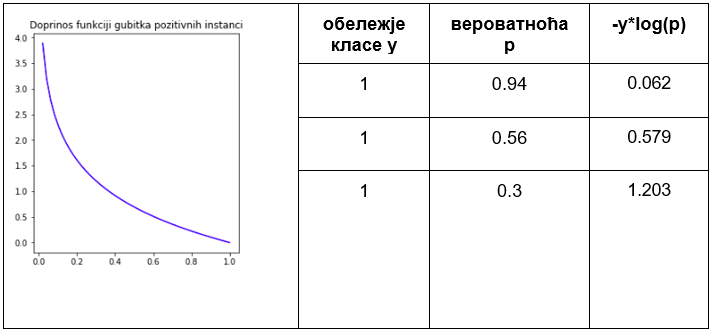 Doprinos funkciji gubitka pozitivnih instanci
4.0
3.5
3.0
2.5
2.0
1.5
1.0
0.5
0.0
0.0 0.2 0.4 0.6 0.8 1.0
обележје класе y
вероватноћа p
-y*log(p)
1 0.94 0.062
1 0.56 0.579
1 0.3 1.203